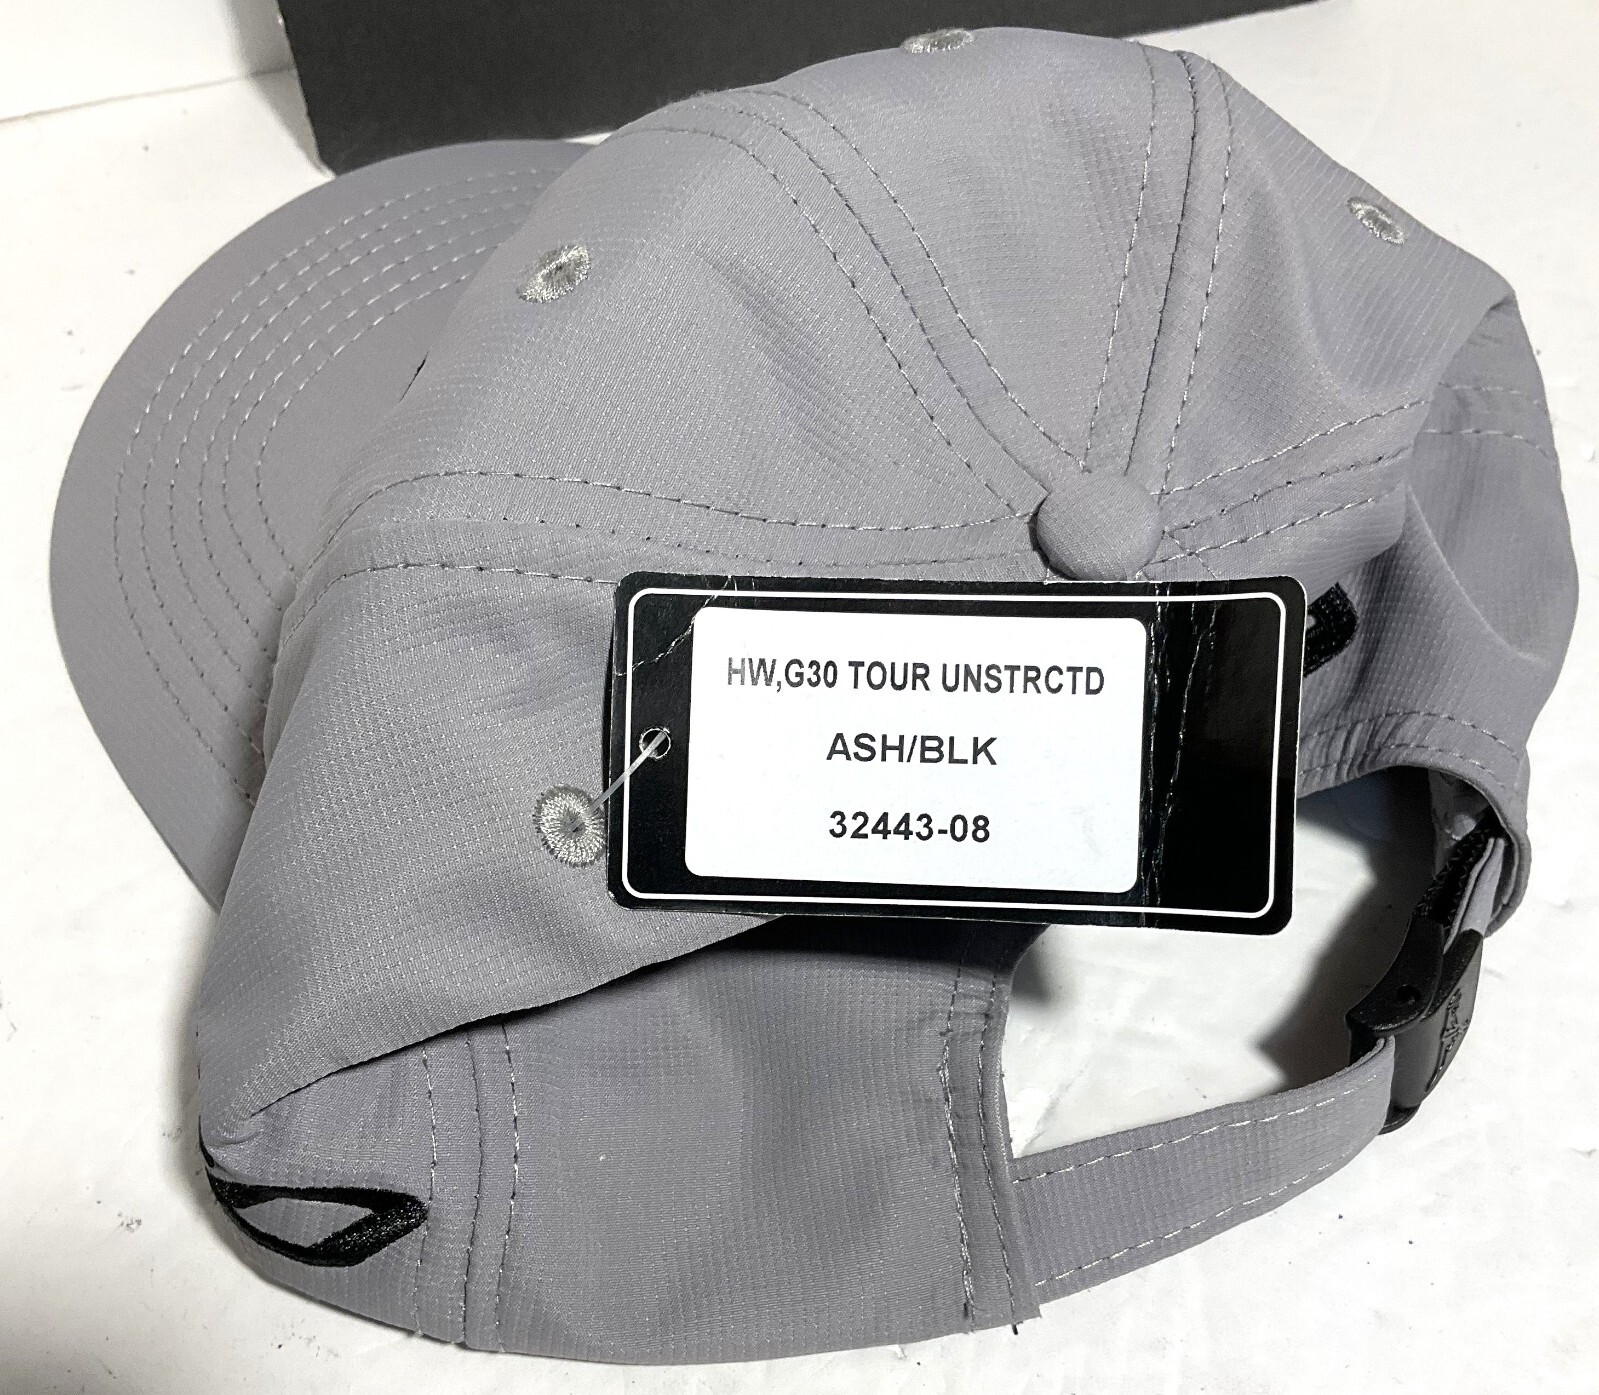 HW,G30 TOUR UNSTRCTD
ASH/BLK
32443-08